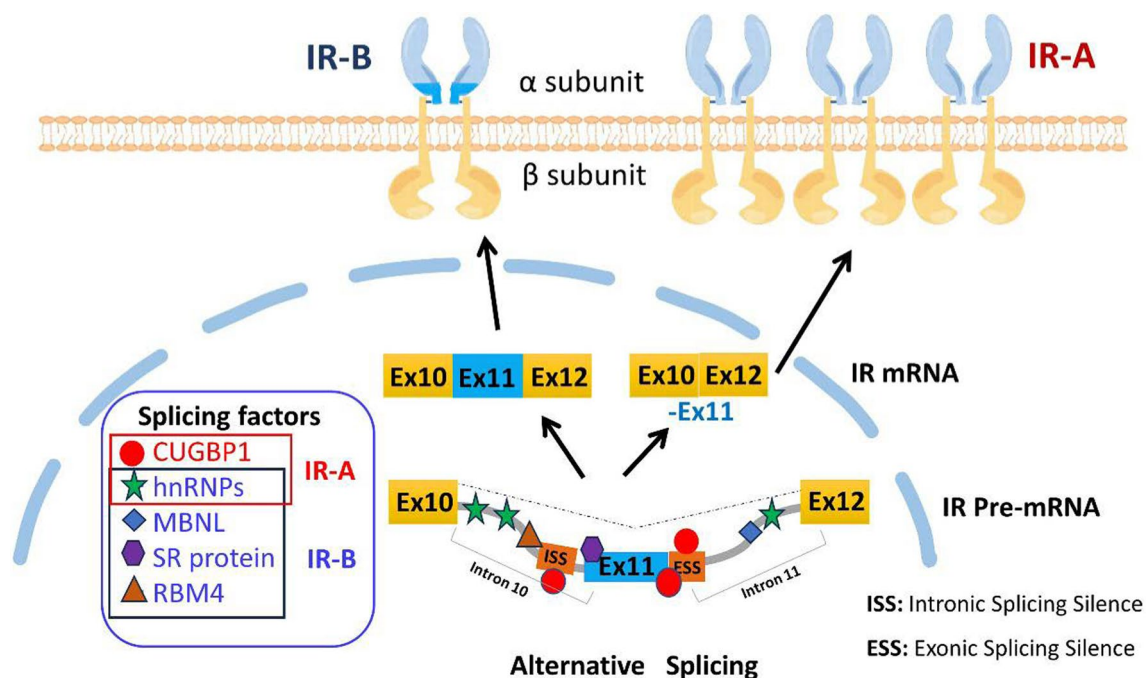 IR-B
IR-A
α subunit
β subunit
Ex10 Ex11 Ex12
Ex10 Ex12
-Ex11
IR mRNA
Splicing factors
CUGBP1
hnRNPs
MBNL
SR protein
RBM4
IR-A
IR-B
Ex10
Ex12
IR Pre-mRNA
ISS
Ex11
ESS
Intron 10
Intron 11
ISS: Intronic Splicing Silence
ESS: Exonic Splicing Silence
Alternative Splicing